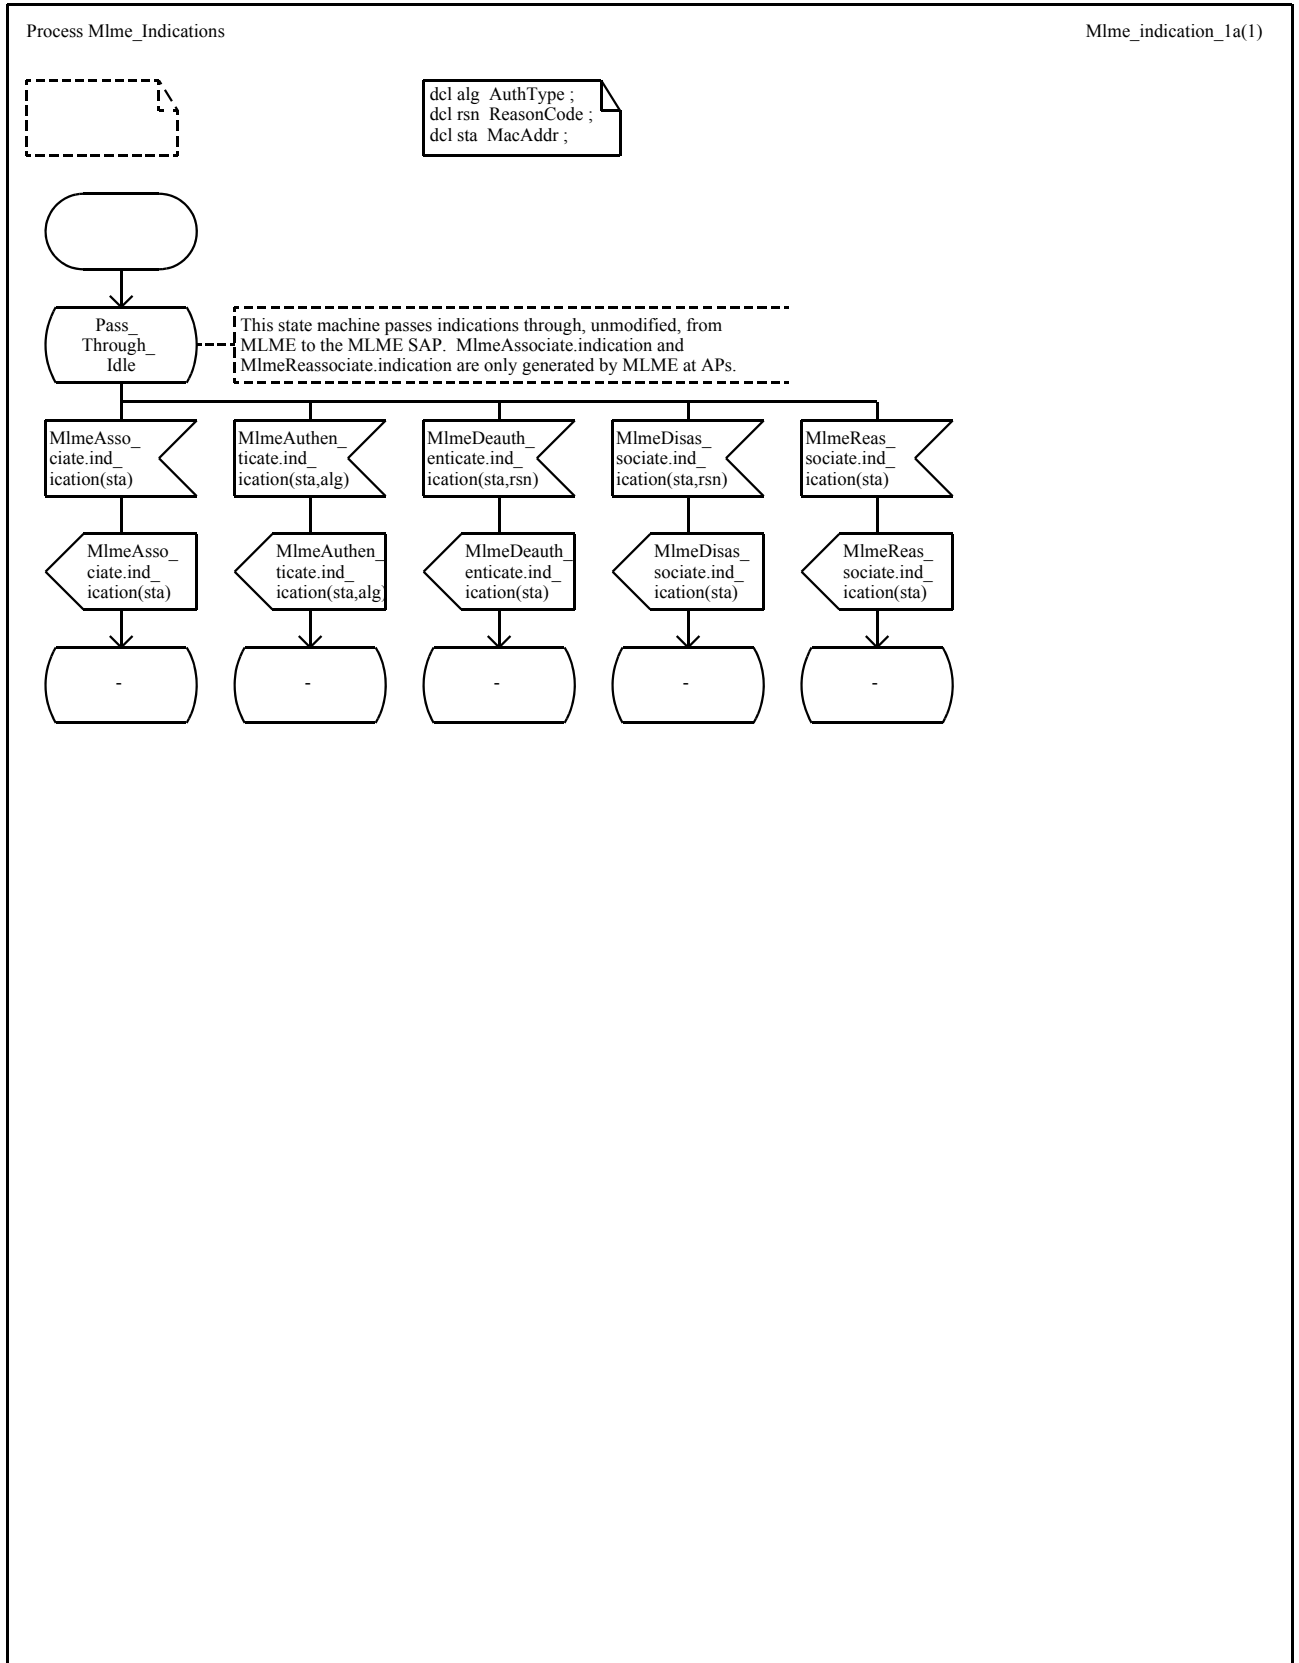 Process Mlme_Indications
Mlme_indication_1a(1)
dcl alg AuthType ;
dcl rsn ReasonCode ;
dcl sta MacAddr ;
Pass_
Through_
Idle
This state machine passes indications through, unmodified, from
MLME to the MLME SAP. MlmeAssociate.indication and
MlmeReassociate.indication are only generated by MLME at APs.
MlmeAsso_
ciate.ind_
ication(sta)
MlmeAuthen_
ticate.ind_
ication(sta,alg)
MlmeDeauth_
enticate.ind_
ication(sta,rsn)
MlmeDisas_
sociate.ind_
ication(sta,rsn)
MlmeReas_
sociate.ind_
ication(sta)
MlmeAsso_
ciate.ind_
ication(sta)
MlmeAuthen_
ticate.ind_
ication(sta,alg)
MlmeDeauth_
enticate.ind_
ication(sta)
MlmeDisas_
sociate.ind_
ication(sta)
MlmeReas_
sociate.ind_
ication(sta)
-
-
-
-
-